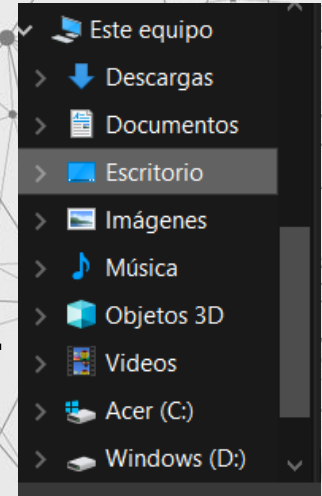 Este equipo
Descargas
Documentos
Escritorio
Imágenes
Música
Objetos 3D
Videos
Acer (C:)
Windows (D:)